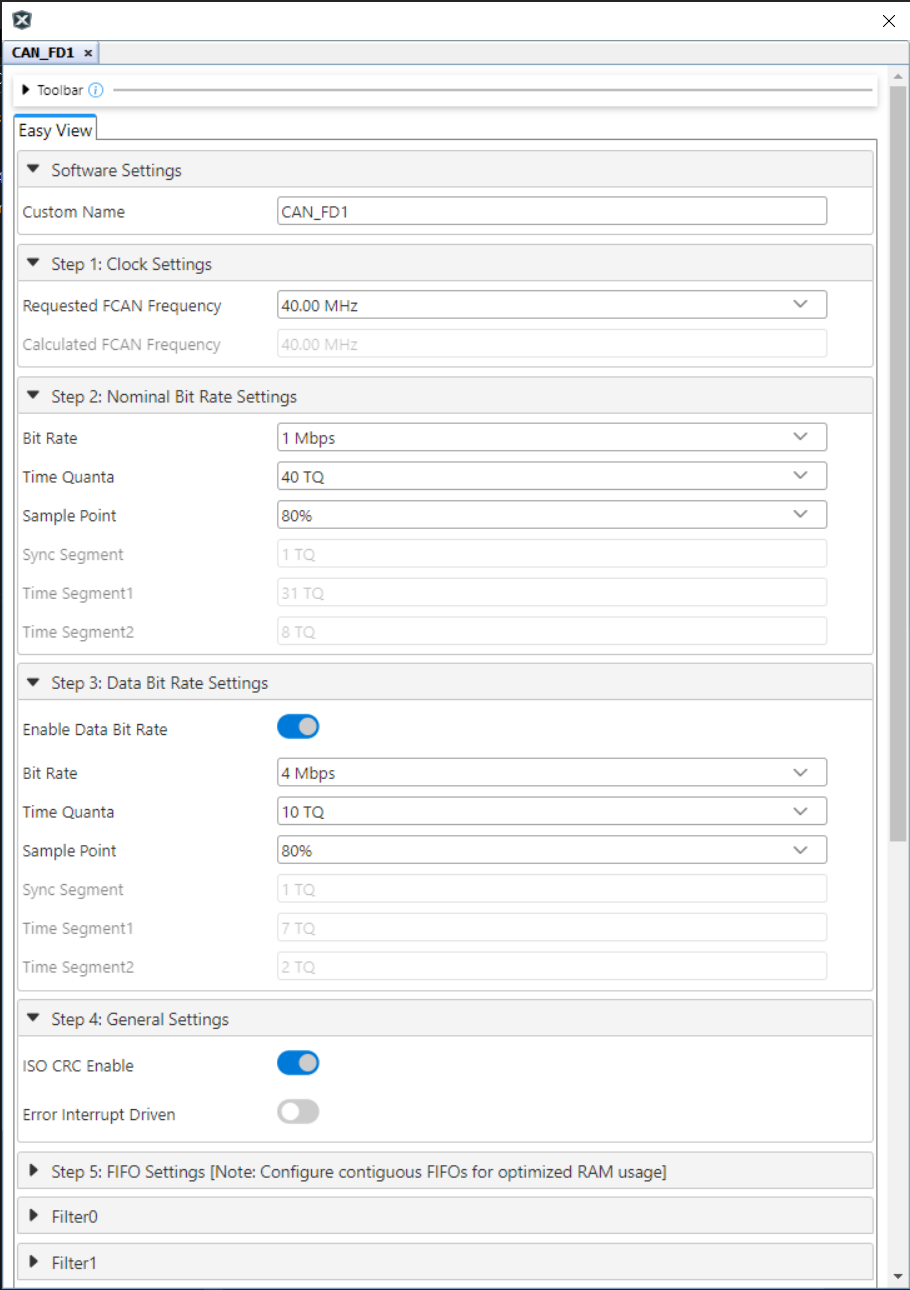 CAN_FD1
Toolbar
Easy View
Software Settings
Custom Name CAN_FD1
Step 1: Clock Settings
Requested FCAN Frequency 40.00 MHz
Calculated FCAN Frequency 40.00 MHz
Step 2: Nominal Bit Rate Settings
Bit Rate 1 Mbps
Time Quanta 40 TQ
Sample Point 80%
Sync Segment 1 TQ
Time Segment1 31 TQ
Time Segment2 8 TQ
Step 3: Data Bit Rate Settings
Enable Data Bit Rate
Bit Rate 4 Mbps
Time Quanta 10 TQ
Sample Point 80%
Sync Segment 1 TQ
Time Segment1 7 TQ
Time Segment2 2 TQ
Step 4: General Settings
ISO CRC Enable
Error Interrupt Driven
Step 5: FIFO Settings [Note: Configure contiguous FIFOs for optimized RAM usage]
Filter0
Filter1